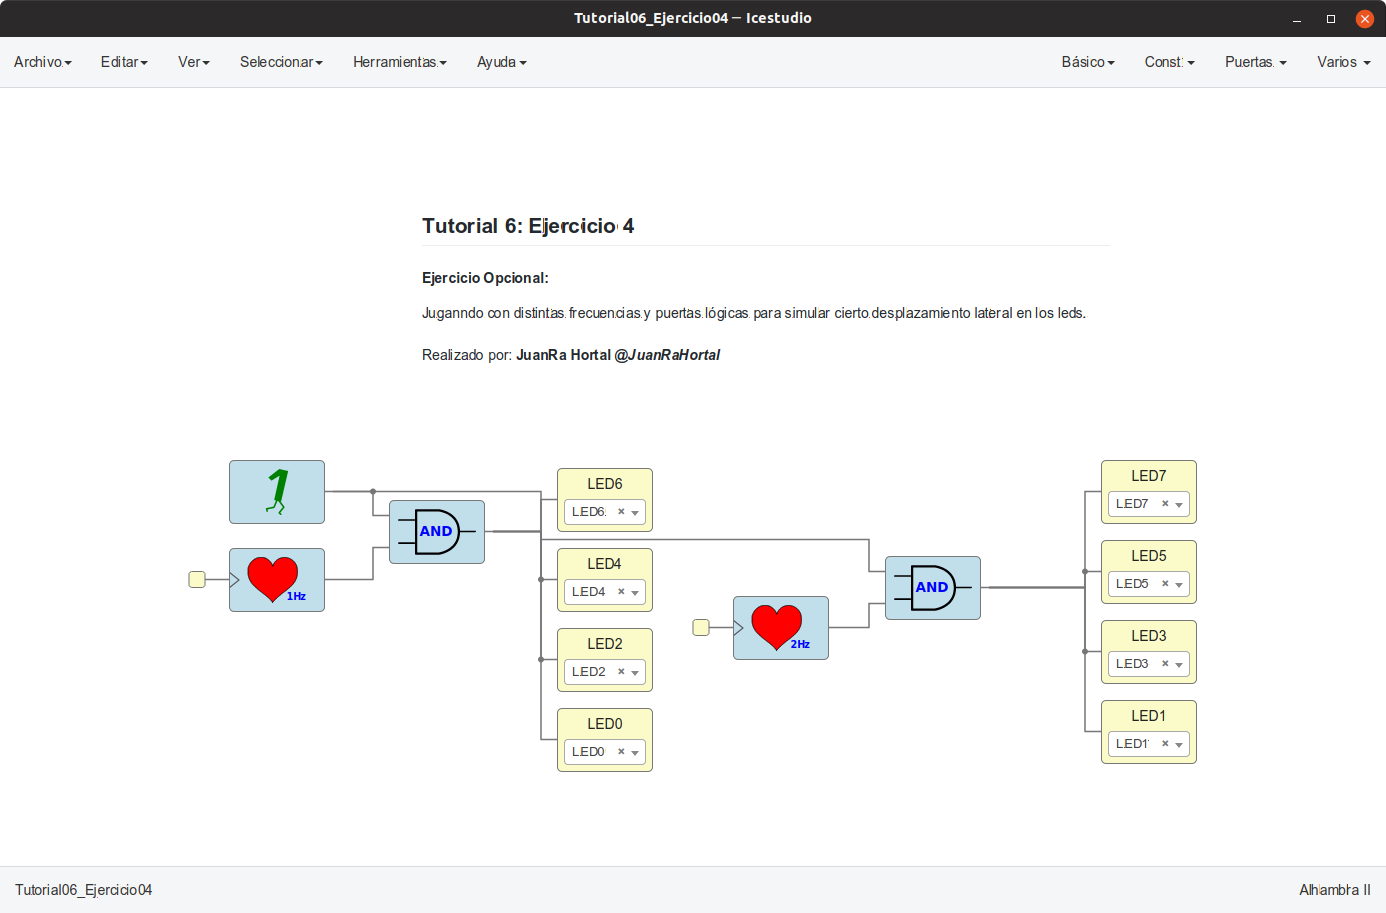 Tutorial06_Ejercicio04 — Icestudio
Archivo Editar Ver Seleccionar Herramientas Ayuda Básico Const Puertas Varios
Tutorial 6: Ejercicio 4
Ejercicio Opcional:
Juganndo con distintas frecuencias y puertas lógicas para simular cierto desplazamiento lateral en los leds.
Realizado por: JuanRa Hortal @JuanRaHortal
1
AND
1Hz
LED6
LED6
LED4
LED4
LED2
LED2
LED0
LED0
AND
2Hz
LED7
LED7
LED5
LED5
LED3
LED3
LED1
LED1
Tutorial06_Ejercicio04
Alhambra II